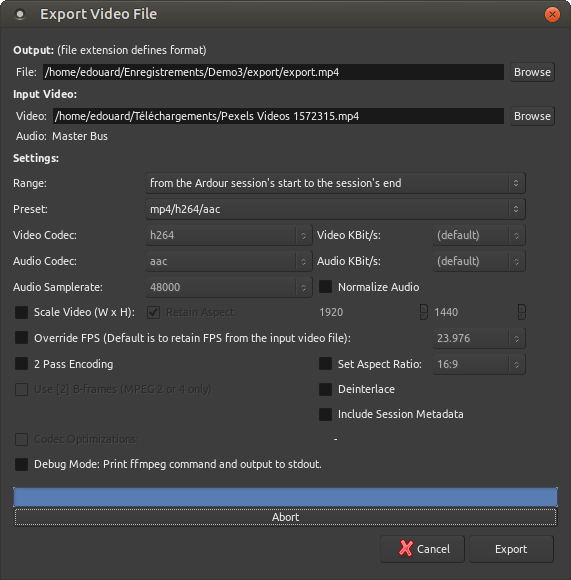 Export Video File
Output: (file extension defines format)
File: /home/edouard/Enregistrements/Demo3/export/export.mp4 Browse
Input Video:
Video: /home/edouard/Téléchargements/Pexels Videos 1572315.mp4 Browse
Audio: Master Bus
Settings:
Range: from the Ardour session's start to the session's end
Preset: mp4/h264/aac
Video Codec: h264 Video KBit/s: (default)
Audio Codec: aac Audio KBit/s: (default)
Audio Samplerate: 48000 Normalize Audio
Scale Video (W x H): Retain Aspect 1920 1440
Override FPS (Default is to retain FPS from the input video file): 23.976
2 Pass Encoding Set Aspect Ratio: 16:9
Use [2] B-frames (MPEG 2 or 4 only) Deinterlace
Include Session Metadata
Codec Optimizations: -
Debug Mode: Print ffmpeg command and output to stdout.
Abort
Cancel Export